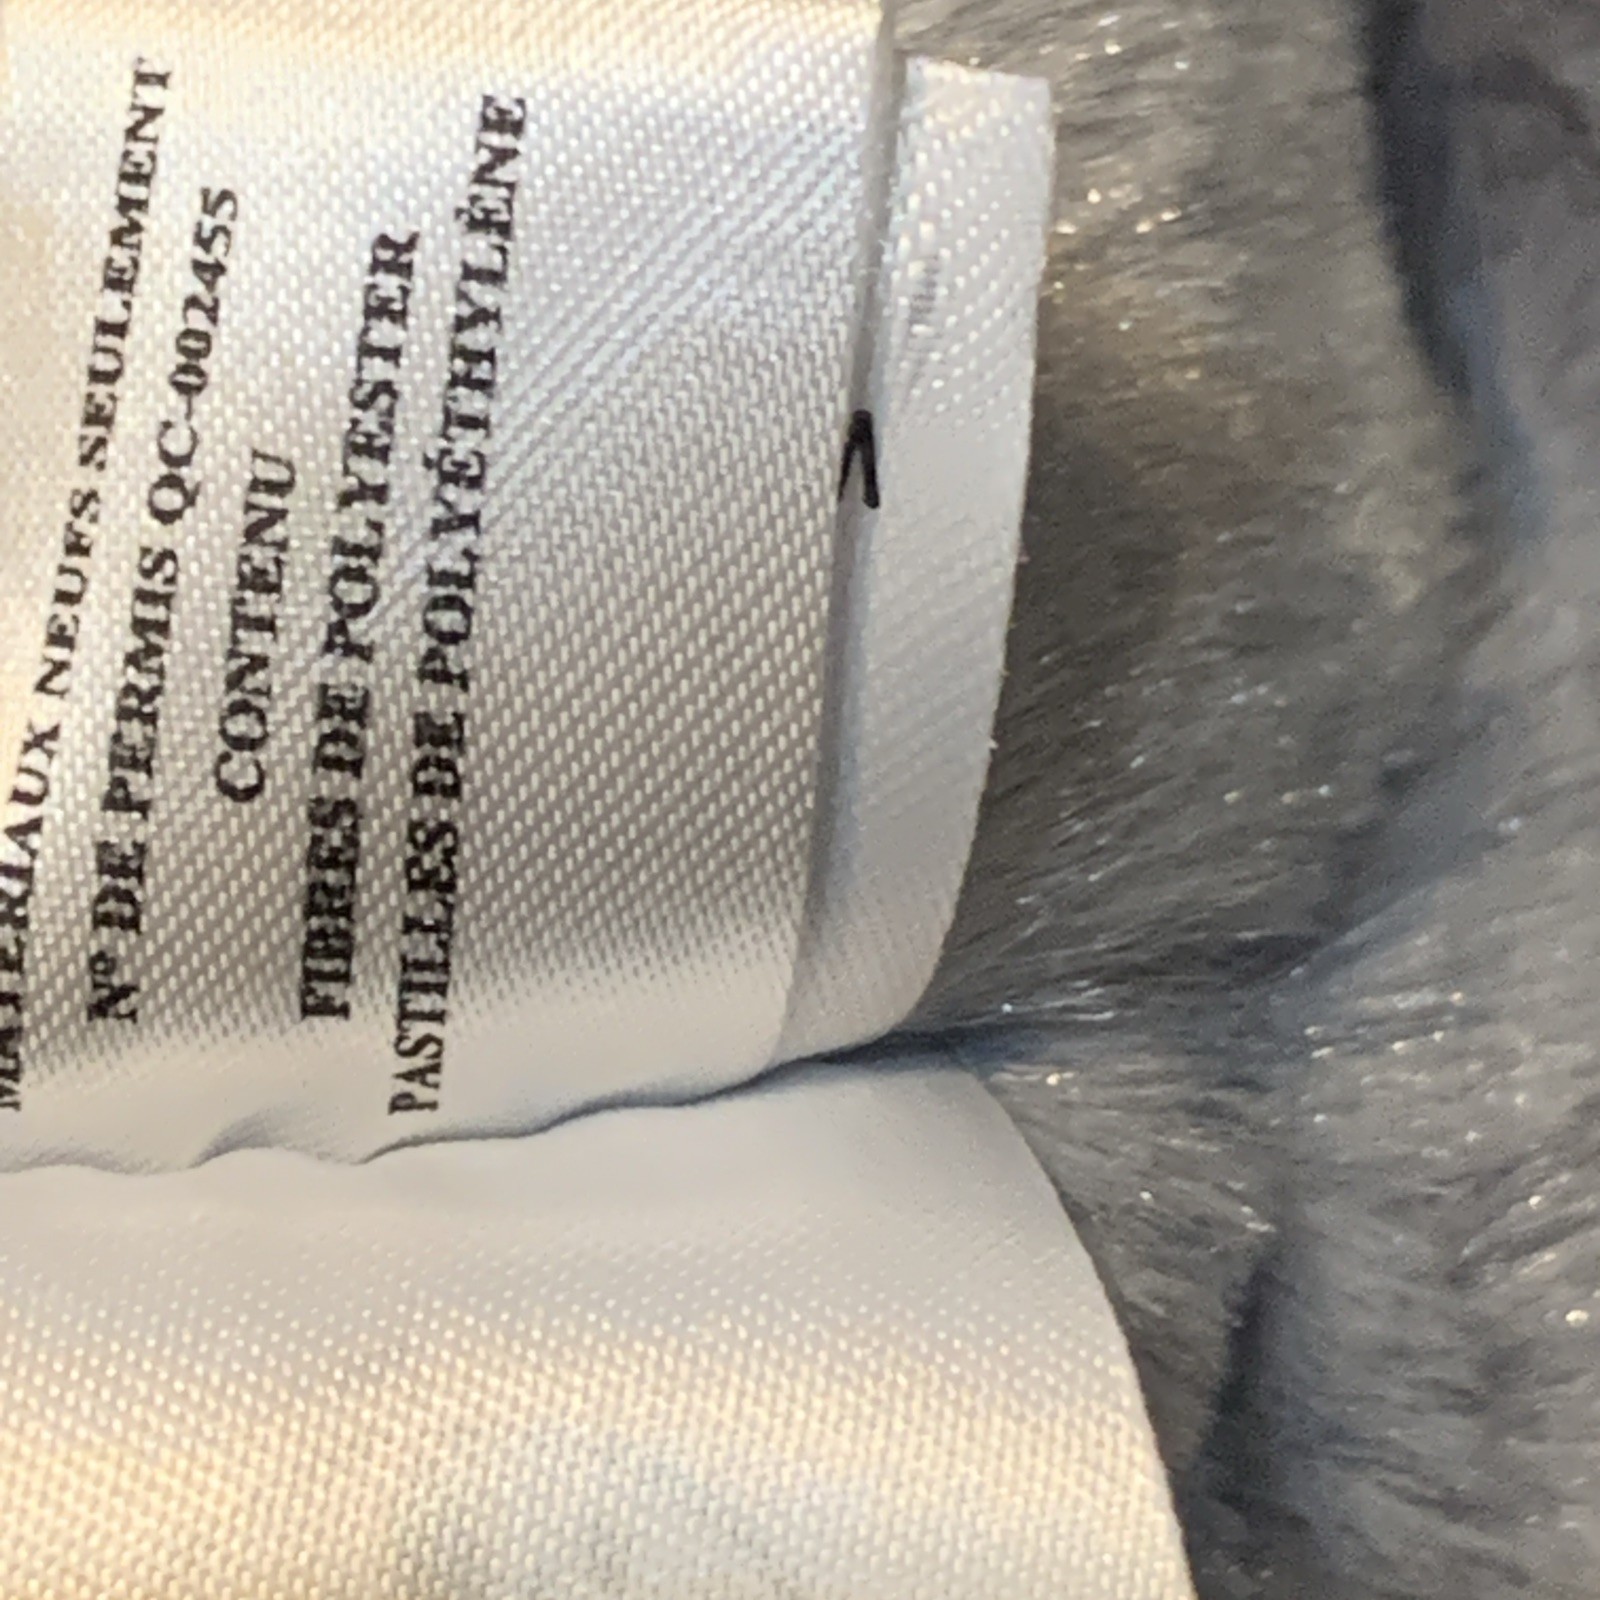 MATÉRIAUX NEUFS SEULEMENT
Nº DE PERMIS QC-002455
CONTENU
FIBRES DE POLYESTER
PASTILLES DE POLYÉTHYLÈNE